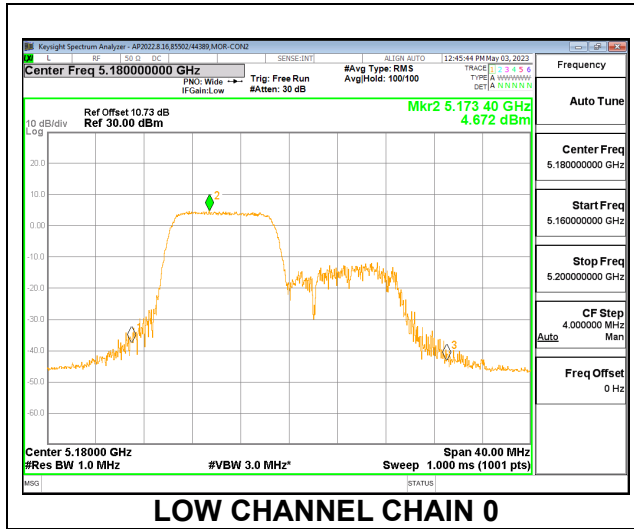 Keysight Spectrum Analyzer - AP2022.8.16,85502/44389,MOR-CON2
L RF 50 Ω DC SENSE:INT ALIGN AUTO 12:45:44 PM May 03, 2023
Center Freq 5.180000000 GHz
PNO: Wide
IFGain:Low
Trig: Free Run
#Atten: 30 dB
#Avg Type: RMS
Avg|Hold: 100/100
TRACE 1 2 3 4 5 6
TYPE A WWWWW
DET A N N N N N
Frequency
Mkr2 5.173 40 GHz
4.672 dBm
Ref Offset 10.73 dB
Ref 30.00 dBm
10 dB/div
Log
20.0
10.0
0.00
-10.0
-20.0
-30.0
-40.0
-50.0
-60.0
2
3
Center 5.18000 GHz
Span 40.00 MHz
#Res BW 1.0 MHz
#VBW 3.0 MHz*
Sweep 1.000 ms (1001 pts)
MSG
STATUS
Auto Tune
Center Freq
5.180000000 GHz
Start Freq
5.160000000 GHz
Stop Freq
5.200000000 GHz
CF Step
4.000000 MHz
Auto Man
Freq Offset
0 Hz
LOW CHANNEL CHAIN 0